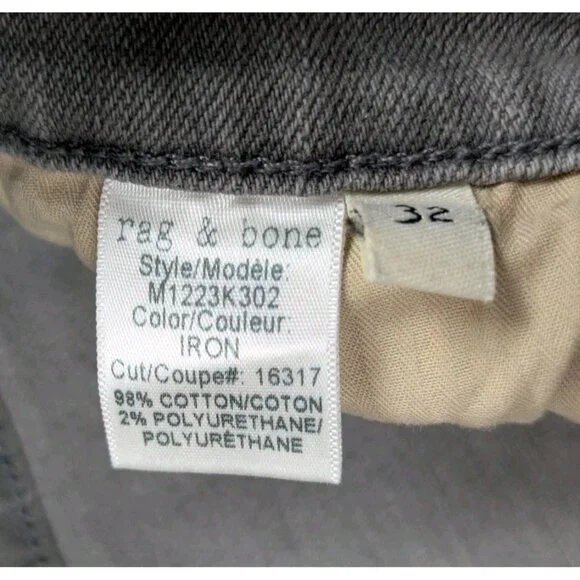 rag & bone
Style/Modèle:
M1223K302
Color/Couleur:
IRON
Cut/Coupe#: 16317
98% COTTON/COTON
2% POLYURETHANE/
POLYURÉTHANE
32